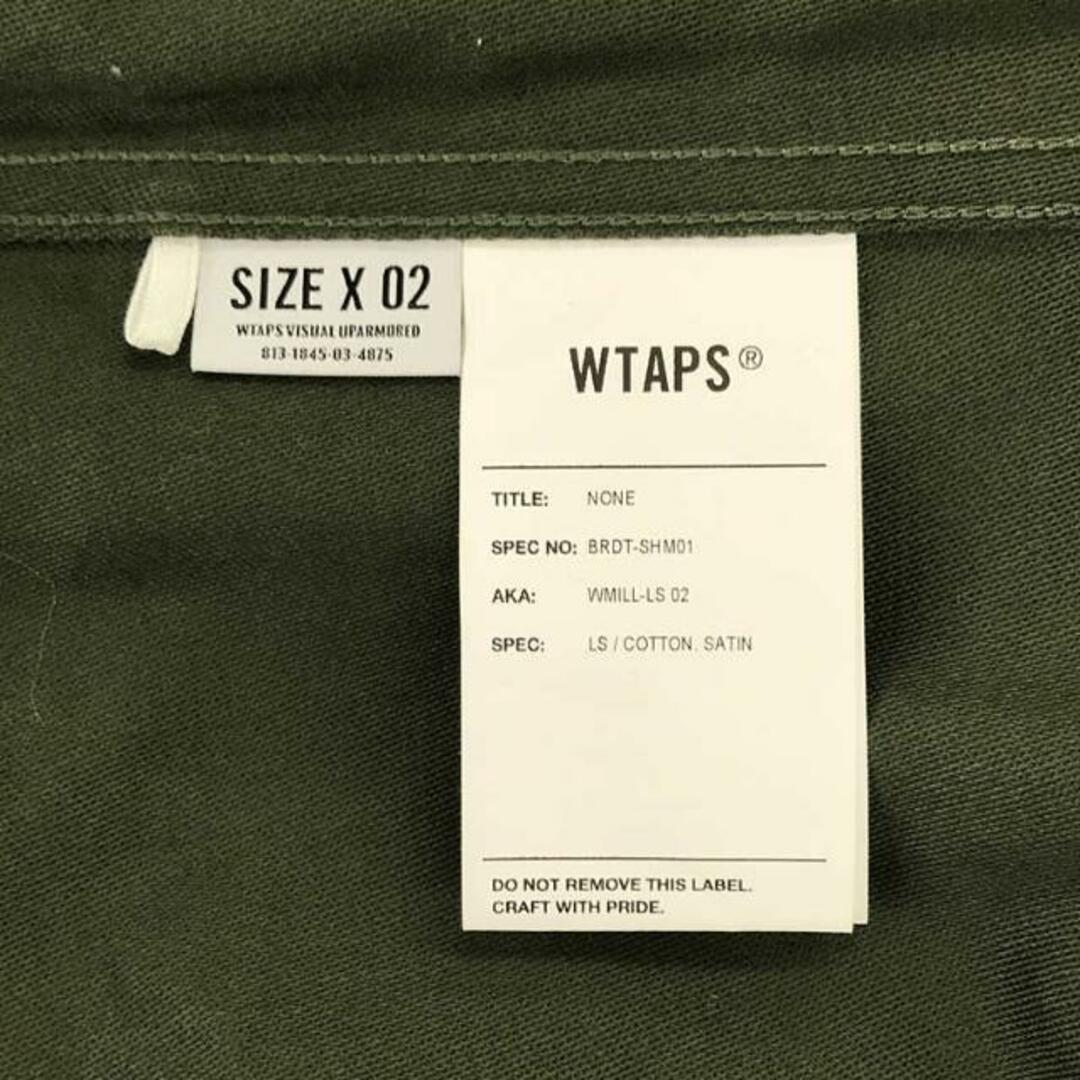 SIZE X 02
WTAPS VISUAL UPARMORED
813-1845-03-4875
WTAPS®
TITLE: NONE
SPEC NO: BRDT-SHM01
AKA: WMILL-LS 02
SPEC: LS / COTTON. SATIN
DO NOT REMOVE THIS LABEL.
CRAFT WITH PRIDE.